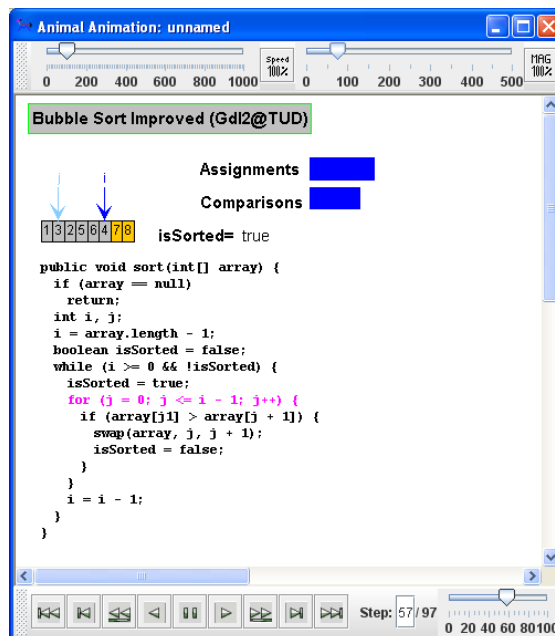 Animal Animation: unnamed
Speed
100%
0 200 400 600 800 1000
MAG
100%
0 100 200 300 400 500
Bubble Sort Improved (GdI2@TUD)
Assignments
Comparisons
j i
1 3 2 5 6 4 7 8
isSorted= true
public void sort(int[] array) {
if (array == null)
return;
int i, j;
i = array.length - 1;
boolean isSorted = false;
while (i >= 0 && !isSorted) {
isSorted = true;
for (j = 0; j <= i - 1; j++) {
if (array[j1] > array[j + 1]) {
swap(array, j, j + 1);
isSorted = false;
}
}
i = i - 1;
}
}
Step: 57 / 97
0 20 40 60 80100